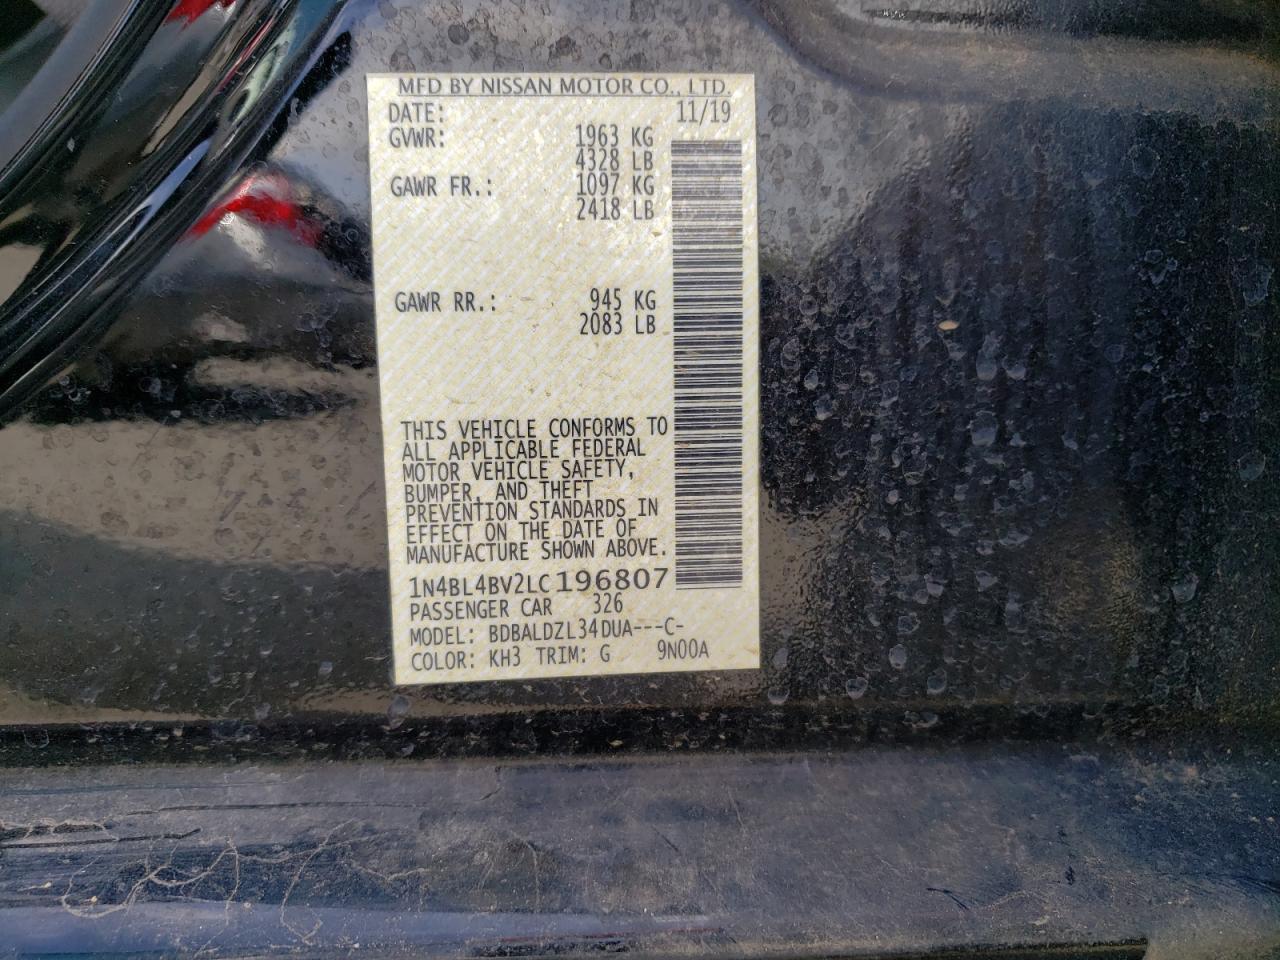 MFD BY NISSAN MOTOR CO., LTD.
DATE: 11/19
GVWR: 1963 KG
4328 LB
GAWR FR.: 1097 KG
2418 LB
GAWR RR.: 945 KG
2083 LB
THIS VEHICLE CONFORMS TO
ALL APPLICABLE FEDERAL
MOTOR VEHICLE SAFETY,
BUMPER, AND THEFT
PREVENTION STANDARDS IN
EFFECT ON THE DATE OF
MANUFACTURE SHOWN ABOVE.
1N4BL4BV2LC196807
PASSENGER CAR 326
MODEL: BDBALDZL34DUA---C-
COLOR: KH3 TRIM: G 9N00A